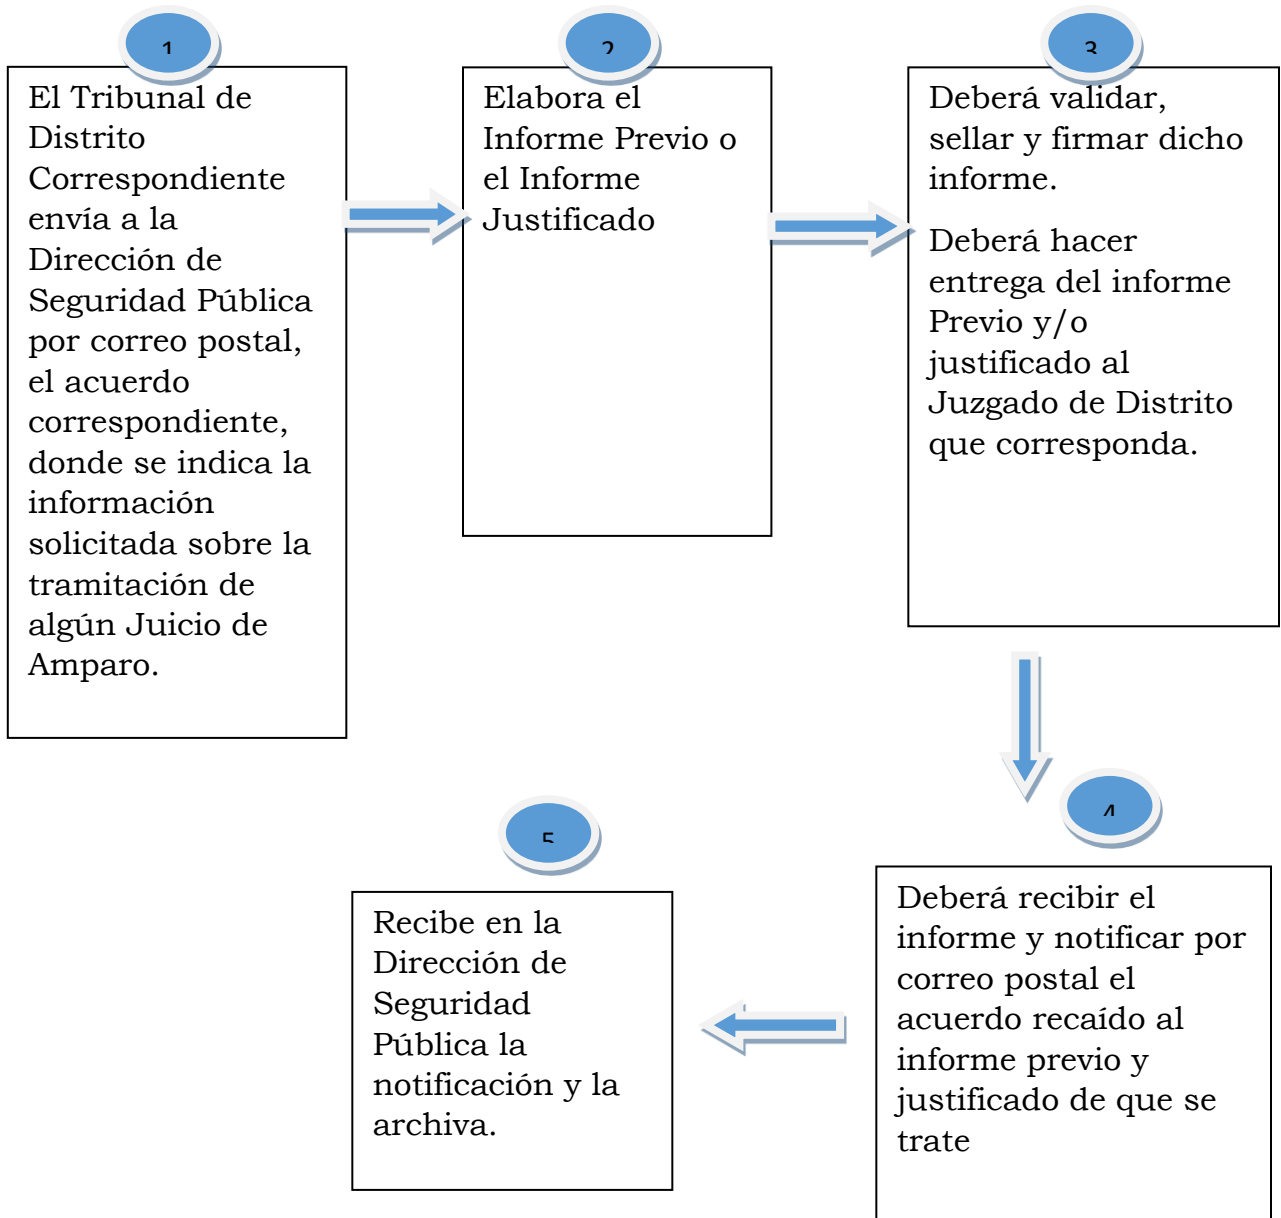 1
El Tribunal de
Distrito
Correspondiente
envía a la
Dirección de
Seguridad Pública
por correo postal,
el acuerdo
correspondiente,
donde se indica la
información
solicitada sobre la
tramitación de
algún Juicio de
Amparo.
2
Elabora el
Informe Previo o
el Informe
Justificado
3
Deberá validar,
sellar y firmar dicho
informe.
Deberá hacer
entrega del informe
Previo y/o
justificado al
Juzgado de Distrito
que corresponda.
4
Deberá recibir el
informe y notificar por
correo postal el
acuerdo recaído al
informe previo y
justificado de que se
trate
5
Recibe en la
Dirección de
Seguridad
Pública la
notificación y la
archiva.